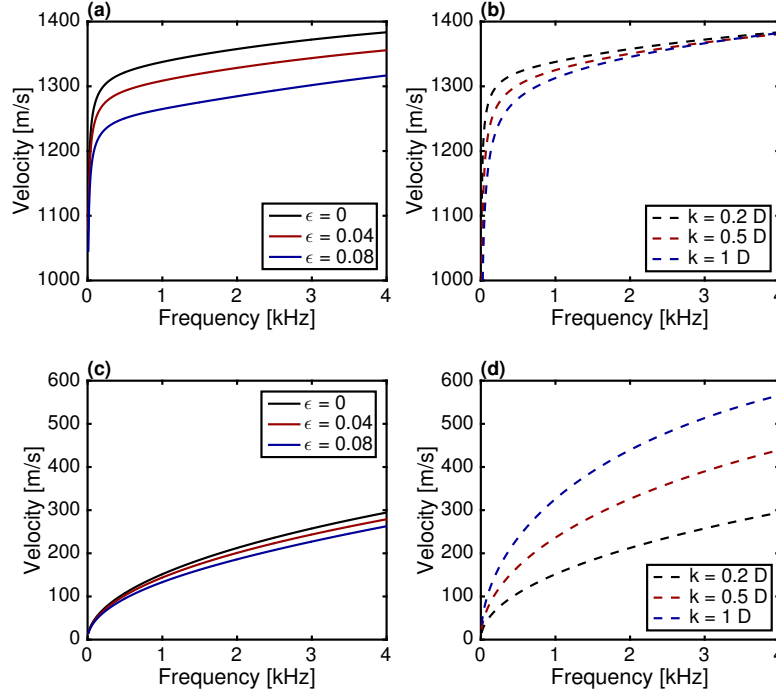 (a)
Velocity [m/s]
1400
1300
1200
1100
1000
0
1
2
3
4
Frequency [kHz]
ϵ = 0
ϵ = 0.04
ϵ = 0.08
(b)
Velocity [m/s]
1400
1300
1200
1100
1000
0
1
2
3
4
Frequency [kHz]
k = 0.2 D
k = 0.5 D
k = 1 D
(c)
Velocity [m/s]
600
500
400
300
200
100
0
0
1
2
3
4
Frequency [kHz]
ϵ = 0
ϵ = 0.04
ϵ = 0.08
(d)
Velocity [m/s]
600
500
400
300
200
100
0
0
1
2
3
4
Frequency [kHz]
k = 0.2 D
k = 0.5 D
k = 1 D